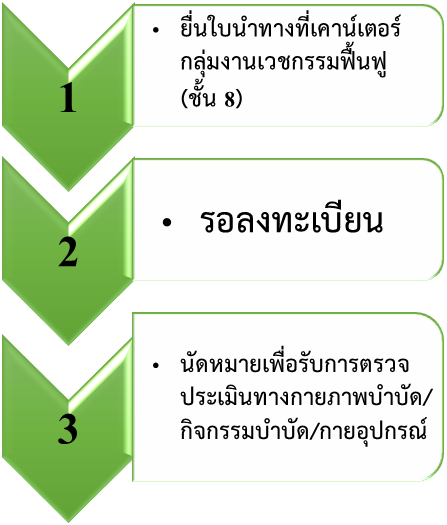 1
• ยื่นใบนำทางที่เคาน์เตอร์
กลุ่มงานเวชกรรมฟื้นฟู
(ชั้น 8)
2
• รอลงทะเบียน
3
• นัดหมายเพื่อรับการตรวจ
ประเมินทางกายภาพบำบัด/
กิจกรรมบำบัด/กายอุปกรณ์